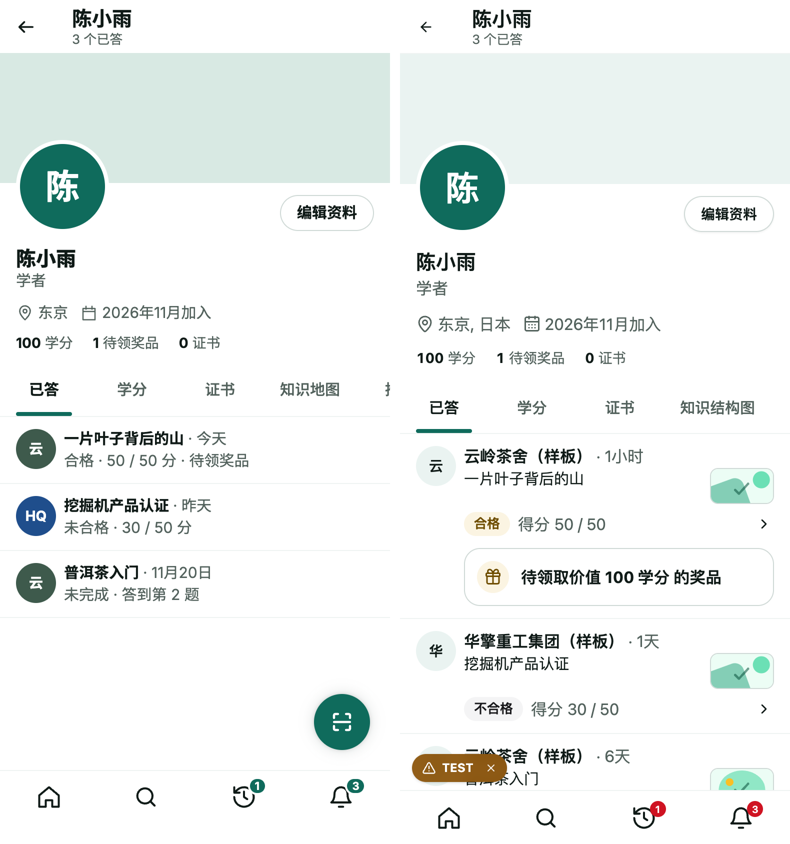 陈小雨
3 个已答
陈
编辑资料
陈小雨
学者
东京 2026年11月加入
100 学分 1 待领奖品 0 证书
已答 学分 证书 知识地图
云
一片叶子背后的山 · 今天
合格 · 50 / 50 分 · 待领奖品
HQ
挖掘机产品认证 · 昨天
未合格 · 30 / 50 分
云
普洱茶入门 · 11月20日
未完成 · 答到第 2 题
1
3
陈小雨
3 个已答
陈
编辑资料
陈小雨
学者
东京, 日本 2026年11月加入
100 学分 1 待领奖品 0 证书
已答 学分 证书 知识结构图
云
云岭茶舍（样板） · 1小时
一片叶子背后的山
合格 得分 50 / 50
待领取价值 100 学分 的奖品
华
华擎重工集团（样板） · 1天
挖掘机产品认证
不合格 得分 30 / 50
云岭茶舍（样板） · 6天
TEST
普洱茶入门
1
3